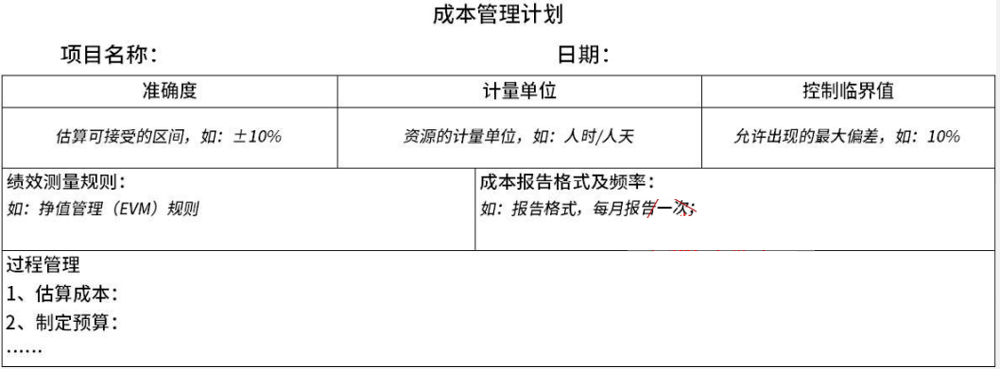 成本管理计划
项目名称： 日期：
准确度 计量单位 控制临界值
估算可接受的区间，如：±10% 资源的计量单位，如：人时/人天 允许出现的最大偏差，如：10%
绩效测量规则： 成本报告格式及频率：
如：挣值管理（EVM）规则 如：报告格式，每月报告一次；
过程管理
1、估算成本：
2、制定预算：
……